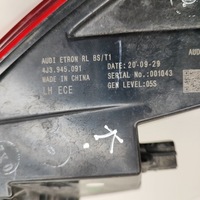 AUDI ETRON RL BS/T1
4J3.945.091
MADE IN CHINA
LH ECE
DATE: 20-09-29
SERIAL No.: 001043
GEN LEVEL: 05S